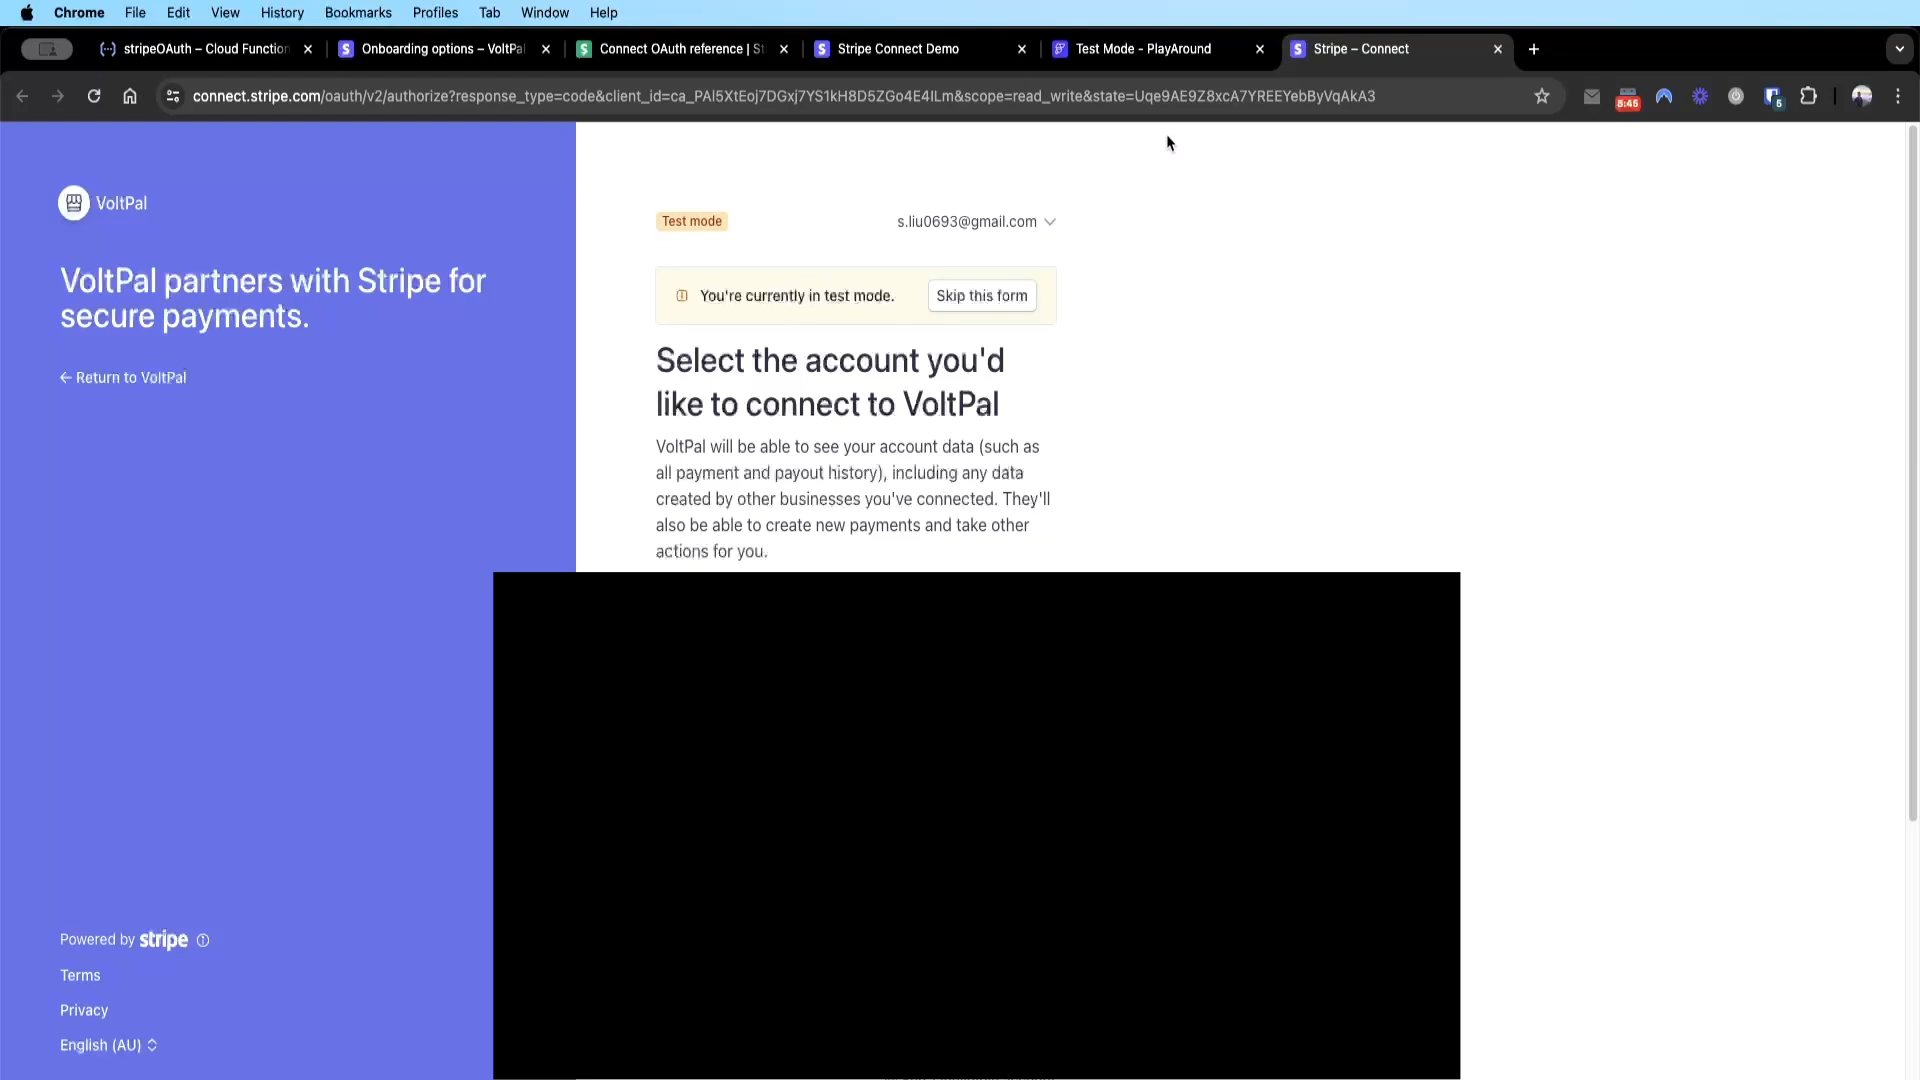 Chrome File Edit View History Bookmarks Profiles Tab Window Help
stripeOAuth – Cloud Function
Onboarding options – VoltPal
Connect OAuth reference | St
Stripe Connect Demo
Test Mode - PlayAround
Stripe – Connect
connect.stripe.com/oauth/v2/authorize?response_type=code&client_id=ca_PAI5XtEoj7DGxj7YS1kH8D5ZGo4E4ILm&scope=read_write&state=Uqe9AE9Z8xcA7YREEYebByVqAkA3
8:45
5
VoltPal
VoltPal partners with Stripe for
secure payments.
← Return to VoltPal
Powered by stripe
Terms
Privacy
English (AU)
Test mode
s.liu0693@gmail.com
You're currently in test mode.
Skip this form
Select the account you'd
like to connect to VoltPal
VoltPal will be able to see your account data (such as
all payment and payout history), including any data
created by other businesses you've connected. They'll
also be able to create new payments and take other
actions for you.